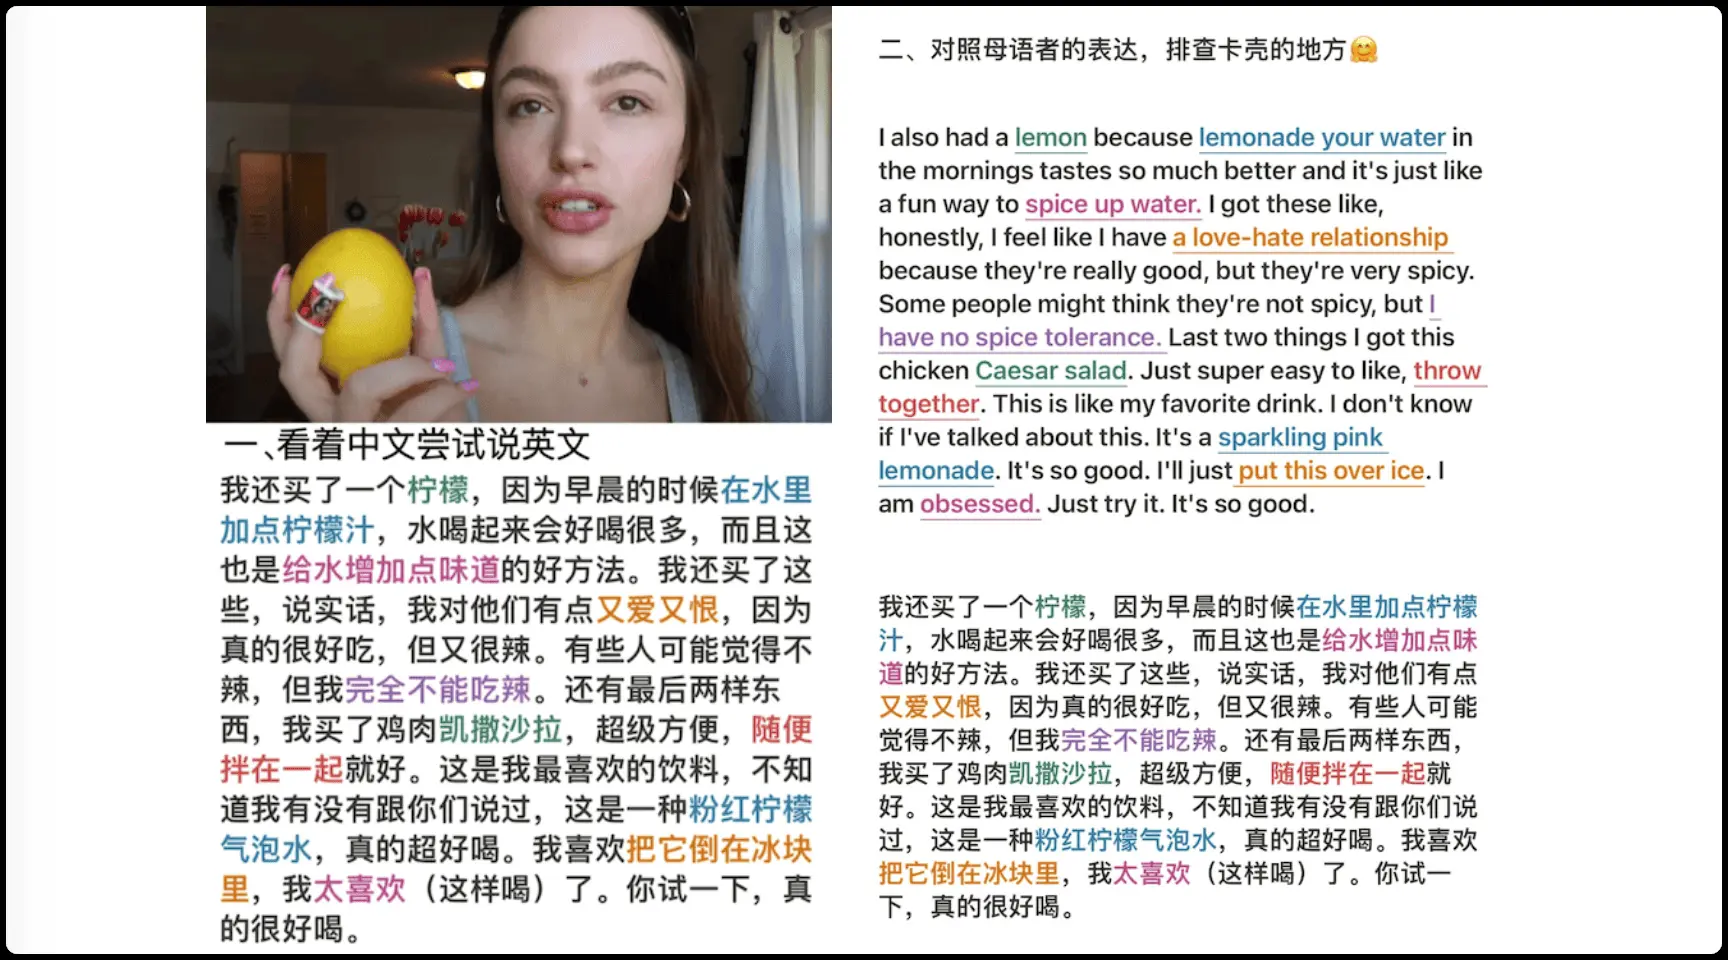 一、看着中文尝试说英文
我还买了一个柠檬，因为早晨的时候在水里
加点柠檬汁，水喝起来会好喝很多，而且这
也是给水增加点味道的好方法。我还买了这
些，说实话，我对他们有点又爱又恨，因为
真的很好吃，但又很辣。有些人可能觉得不
辣，但我完全不能吃辣。还有最后两样东
西，我买了鸡肉凯撒沙拉，超级方便，随便
拌在一起就好。这是我最喜欢的饮料，不知
道我有没有跟你们说过，这是一种粉红柠檬
气泡水，真的超好喝。我喜欢把它倒在冰块
里，我太喜欢（这样喝）了。你试一下，真
的很好喝。
二、对照母语者的表达，排查卡壳的地方🤗
I also had a lemon because lemonade your water in
the mornings tastes so much better and it's just like
a fun way to spice up water. I got these like,
honestly, I feel like I have a love-hate relationship
because they're really good, but they're very spicy.
Some people might think they're not spicy, but I
have no spice tolerance. Last two things I got this
chicken Caesar salad. Just super easy to like, throw
together. This is like my favorite drink. I don't know
if I've talked about this. It's a sparkling pink
lemonade. It's so good. I'll just put this over ice. I
am obsessed. Just try it. It's so good.
我还买了一个柠檬，因为早晨的时候在水里加点柠檬
汁，水喝起来会好喝很多，而且这也是给水增加点味
道的好方法。我还买了这些，说实话，我对他们有点
又爱又恨，因为真的很好吃，但又很辣。有些人可能
觉得不辣，但我完全不能吃辣。还有最后两样东西，
我买了鸡肉凯撒沙拉，超级方便，随便拌在一起就
好。这是我最喜欢的饮料，不知道我有没有跟你们说
过，这是一种粉红柠檬气泡水，真的超好喝。我喜欢
把它倒在冰块里，我太喜欢（这样喝）了。你试一
下，真的很好喝。